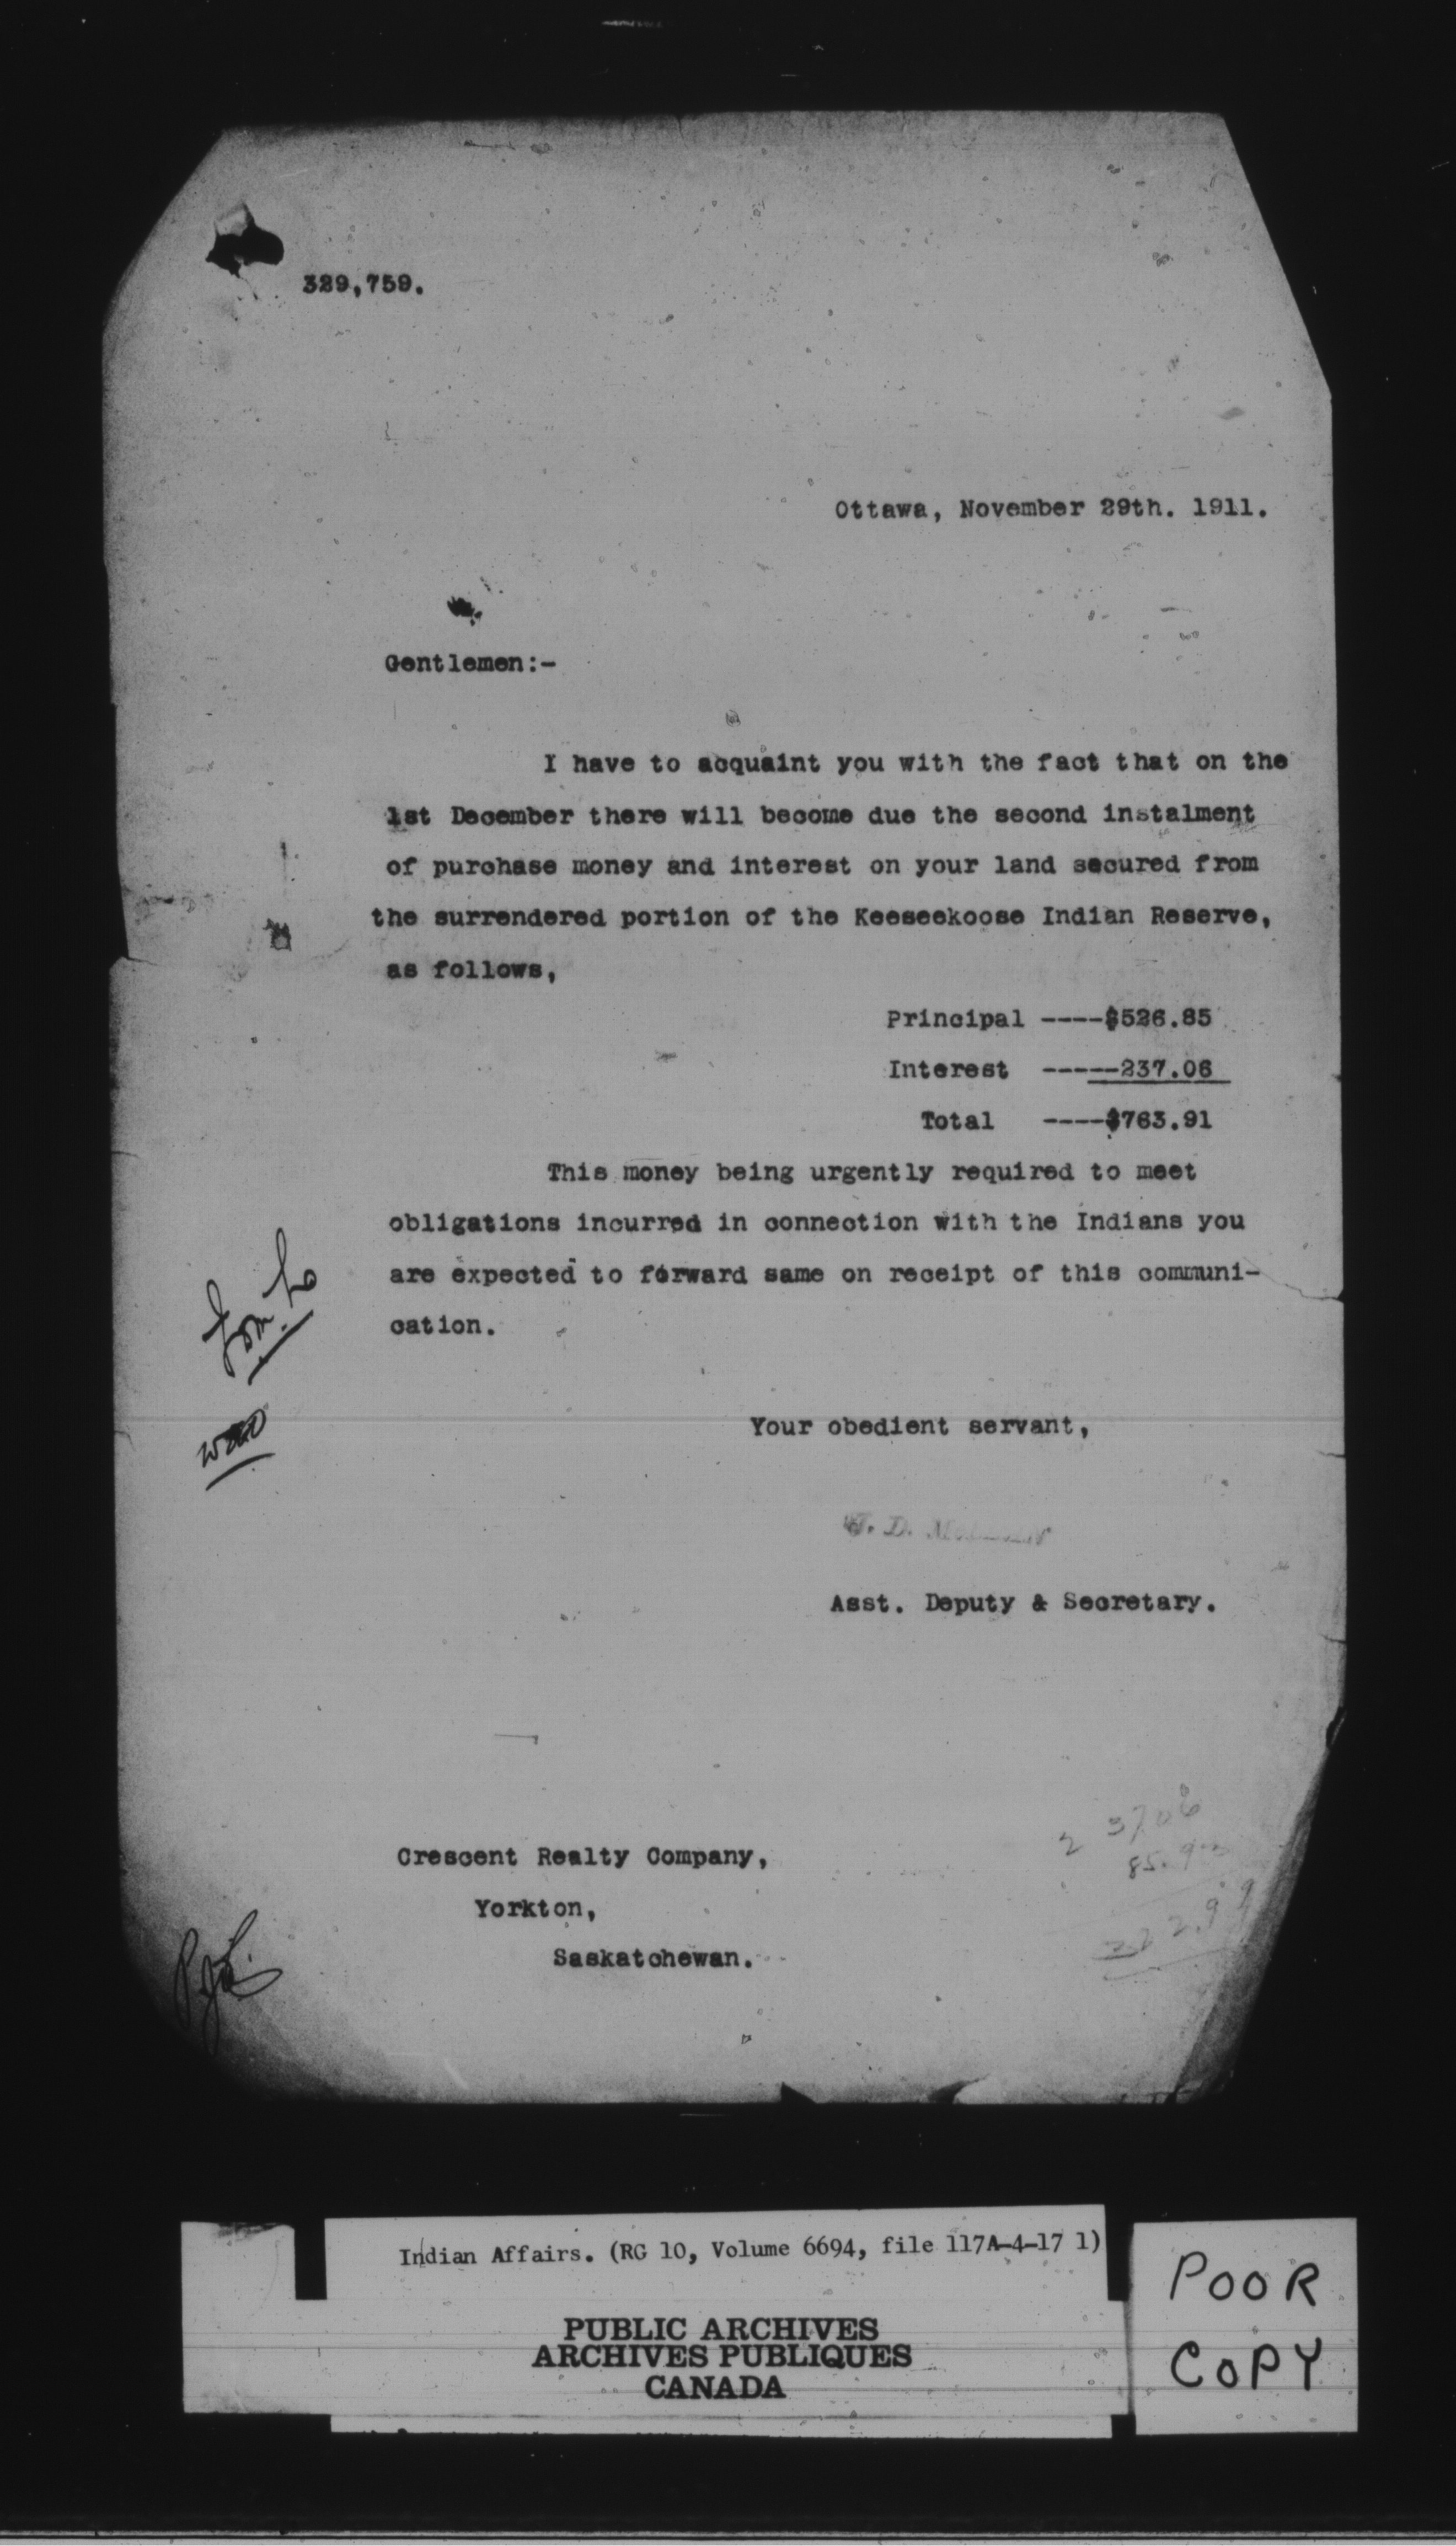 329,759.
Ottawa, November 29th. 1911.
Gentlemen:-
I have to acquaint you with the fact that on the
1st December there will become due the second instalment
of purchase money and interest on your land secured from
the surrendered portion of the Keeseekoose Indian Reserve,
as follows,
Principal ----$526.85
Interest -----237.06
Total ----$763.91
This money being urgently required to meet
obligations incurred in connection with the Indians you
are expected to forward same on receipt of this communi-
cation.
Your obedient servant,
J. D.
Asst. Deputy & Secretary.
Crescent Realty Company,
Yorkton,
Saskatchewan.
Indian Affairs. (RG 10, Volume 6694, file 117A-4-17 1)
PUBLIC ARCHIVES
ARCHIVES PUBLIQUES
CANADA
POOR
COPY